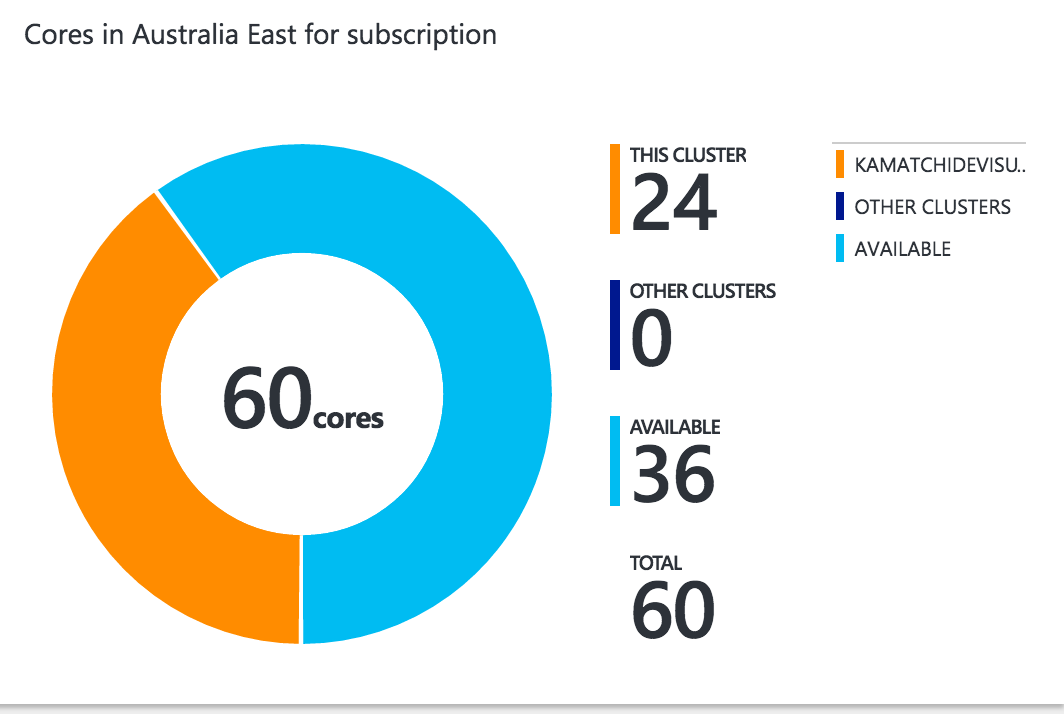 Cores in Australia East for subscription
60cores
THIS CLUSTER
24
OTHER CLUSTERS
0
AVAILABLE
36
TOTAL
60
KAMATCHIDEVISU..
OTHER CLUSTERS
AVAILABLE